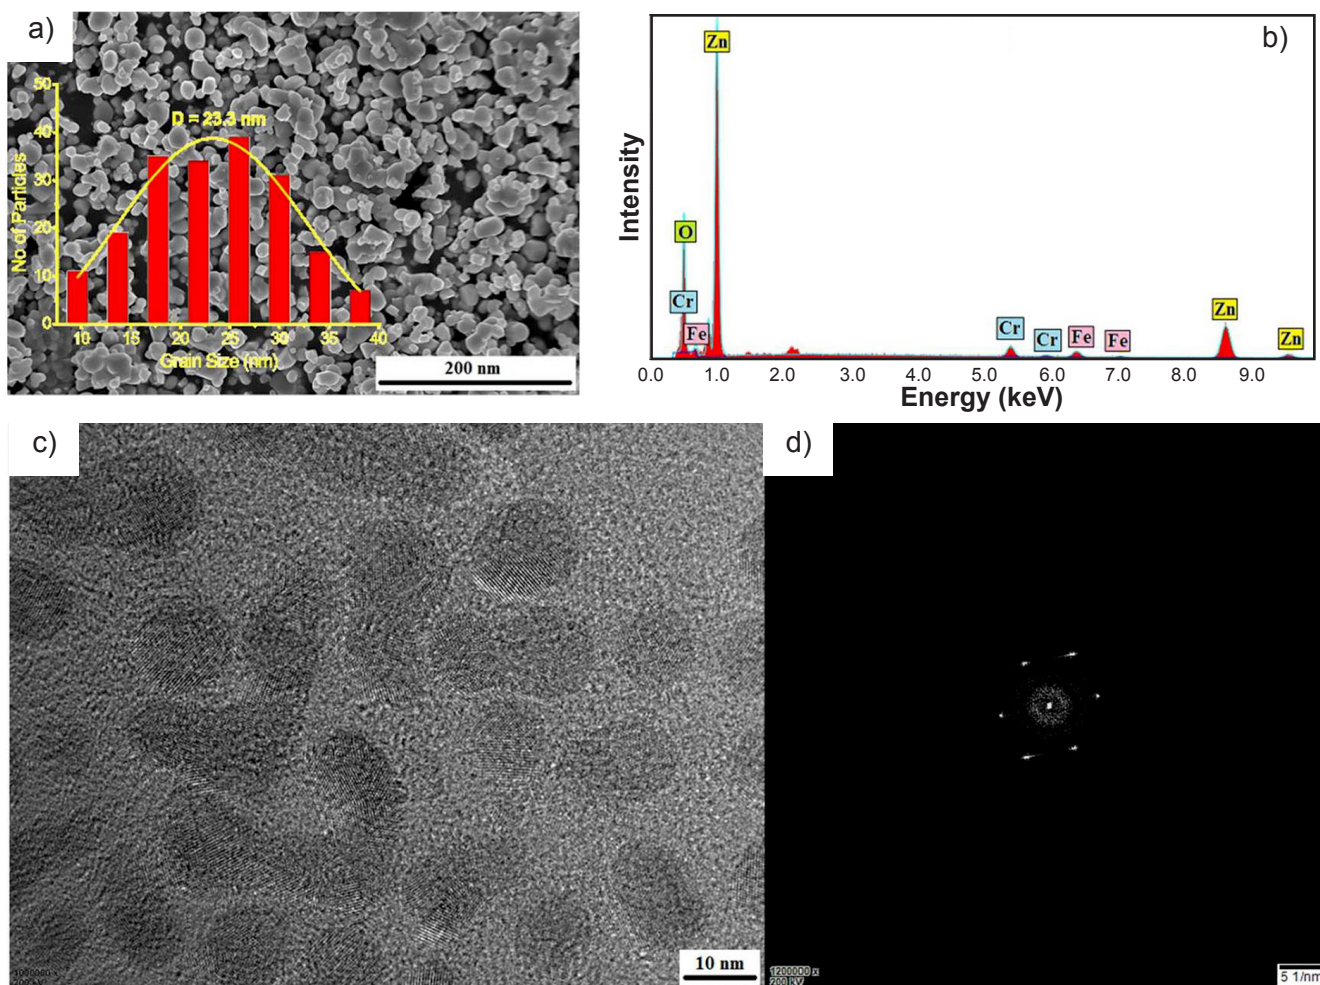 a)
50
40
30
20
10
0
No of Particles
D = 23.3 nm
10 15 20 25 30 35 40
Grain Size (nm)
200 nm
b)
Zn
O
Cr
Fe
Cr
Cr
Fe
Fe
Zn
Zn
Intensity
0.0 1.0 2.0 3.0 4.0 5.0 6.0 7.0 8.0 9.0
Energy (keV)
c)
1000000 x
200 kV
10 nm
d)
1200000 x
200 kV
5 1/nm